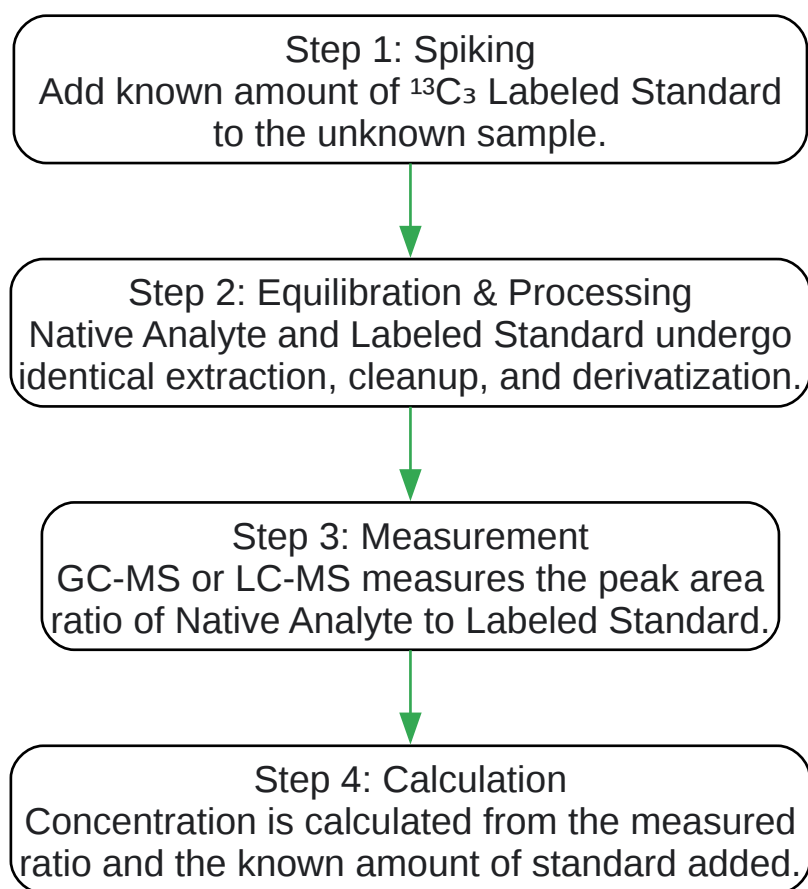 Step 1: Spiking
Add known amount of ¹³C₃ Labeled Standard
to the unknown sample.
Step 2: Equilibration & Processing
Native Analyte and Labeled Standard undergo
identical extraction, cleanup, and derivatization.
Step 3: Measurement
GC-MS or LC-MS measures the peak area
ratio of Native Analyte to Labeled Standard.
Step 4: Calculation
Concentration is calculated from the measured
ratio and the known amount of standard added.